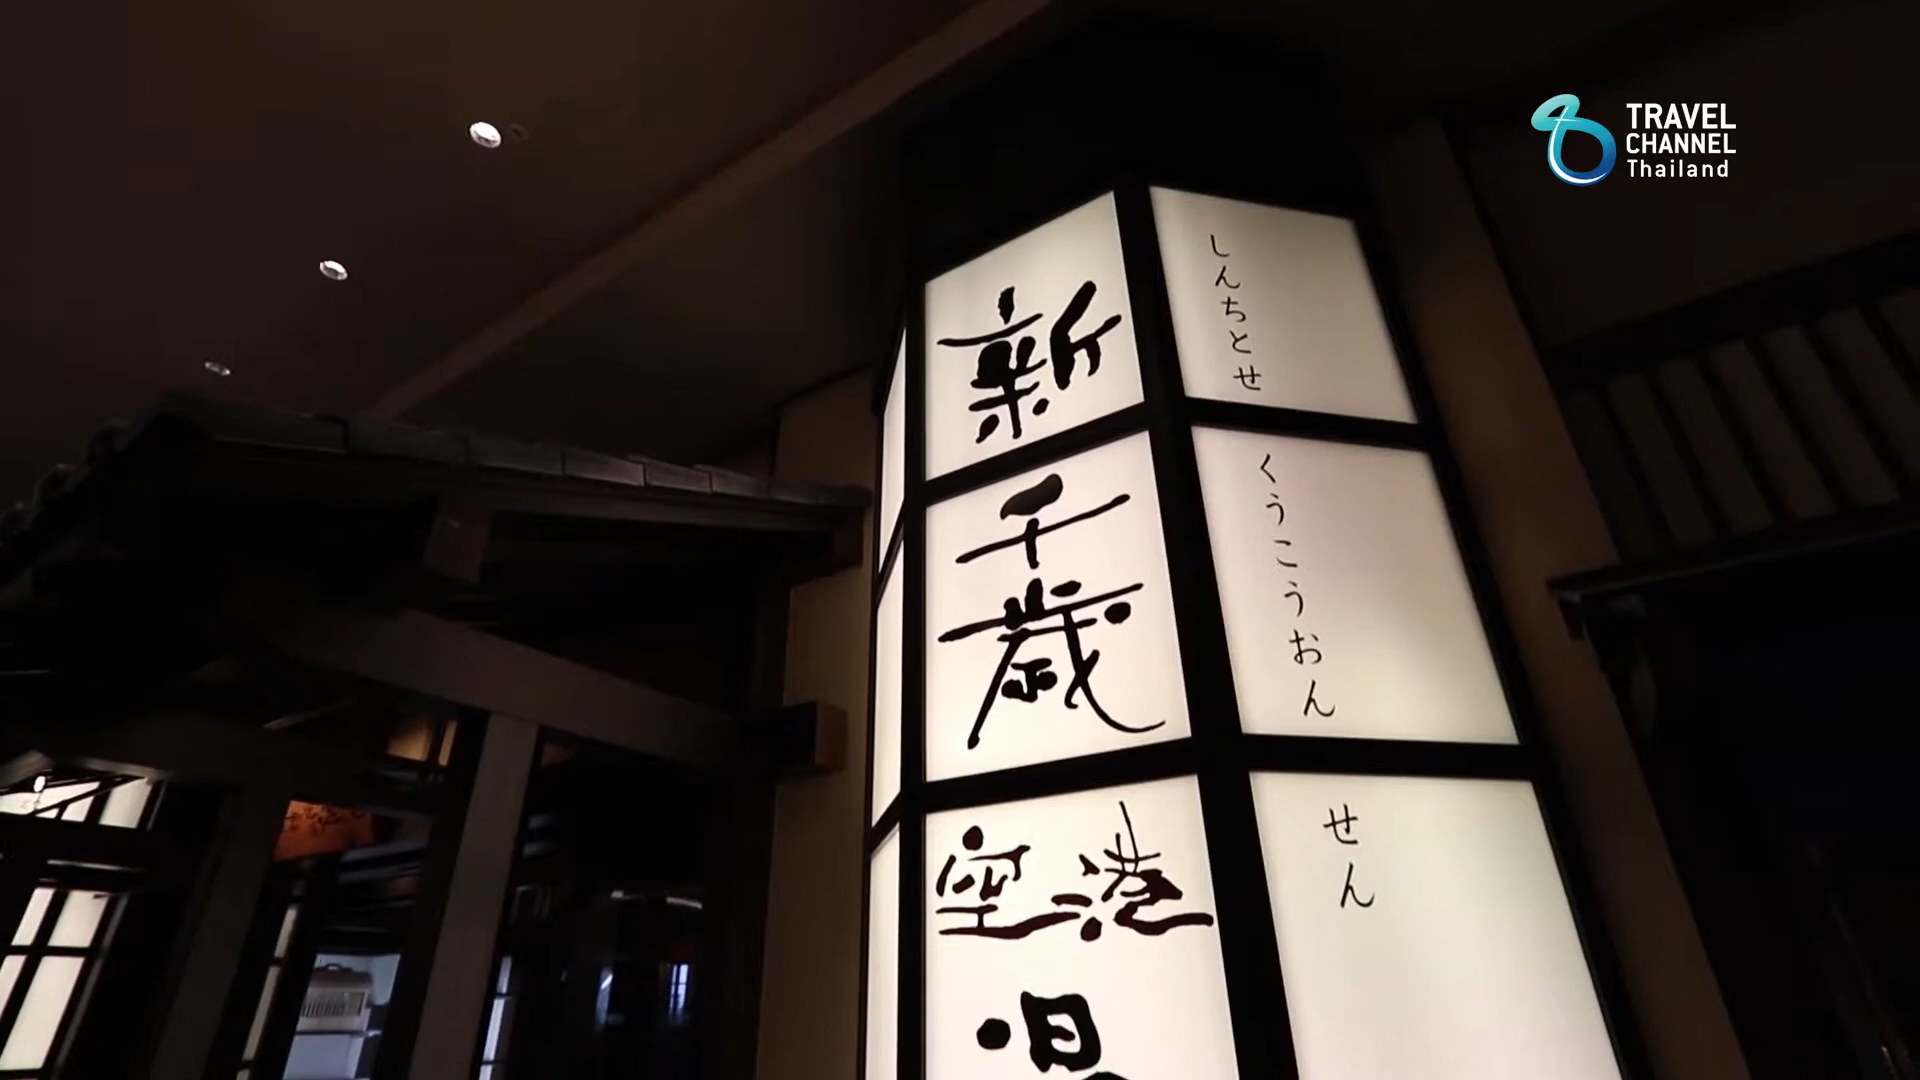 新
千
歳
空港
しんちとせ
くうこうおん
せん
TRAVEL
CHANNEL
Thailand